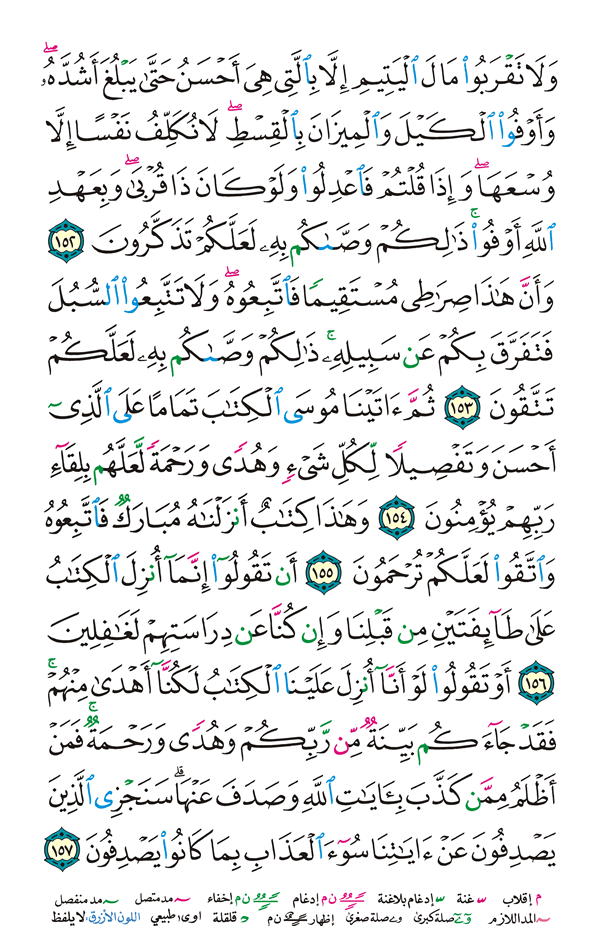 وَلَا تَقۡرَبُواْ مَالَ ٱلۡيَتِيمِ إِلَّا بِٱلَّتِي هِيَ أَحۡسَنُ حَتَّىٰ يَبۡلُغَ أَشُدَّهُۥۖ
وَأَوۡفُواْ ٱلۡكَيۡلَ وَٱلۡمِيزَانَ بِٱلۡقِسۡطِۖ لَا نُكَلِّفُ نَفۡسًا إِلَّا
وُسۡعَهَاۖ وَإِذَا قُلۡتُمۡ فَٱعۡدِلُواْ وَلَوۡ كَانَ ذَا قُرۡبَىٰۖ وَبِعَهۡدِ
ٱللَّهِ أَوۡفُواْۚ ذَٰلِكُمۡ وَصَّىٰكُم بِهِۦ لَعَلَّكُمۡ تَذَكَّرُونَ ١٥٢
وَأَنَّ هَٰذَا صِرَٰطِي مُسۡتَقِيمٗا فَٱتَّبِعُوهُۖ وَلَا تَتَّبِعُواْ ٱلسُّبُلَ
فَتَفَرَّقَ بِكُمۡ عَن سَبِيلِهِۦۚ ذَٰلِكُمۡ وَصَّىٰكُم بِهِۦ لَعَلَّكُمۡ
تَتَّقُونَ ١٥٣ ثُمَّ ءَاتَيۡنَا مُوسَى ٱلۡكِتَٰبَ تَمَامًا عَلَى ٱلَّذِيٓ
أَحۡسَنَ وَتَفۡصِيلٗا لِّكُلِّ شَيۡءٖ وَهُدٗى وَرَحۡمَةٗ لَّعَلَّهُم بِلِقَآءِ
رَبِّهِمۡ يُؤۡمِنُونَ ١٥٤ وَهَٰذَا كِتَٰبٌ أَنزَلۡنَٰهُ مُبَارَكٞ فَٱتَّبِعُوهُ
وَٱتَّقُواْ لَعَلَّكُمۡ تُرۡحَمُونَ ١٥٥ أَن تَقُولُوٓاْ إِنَّمَآ أُنزِلَ ٱلۡكِتَٰبُ
عَلَىٰ طَآئِفَتَيۡنِ مِن قَبۡلِنَا وَإِن كُنَّا عَن دِرَاسَتِهِمۡ لَغَٰفِلِينَ
١٥٦ أَوۡ تَقُولُواْ لَوۡ أَنَّآ أُنزِلَ عَلَيۡنَا ٱلۡكِتَٰبُ لَكُنَّآ أَهۡدَىٰ مِنۡهُمۡۚ
فَقَدۡ جَآءَكُم بَيِّنَةٞ مِّن رَّبِّكُمۡ وَهُدٗى وَرَحۡمَةٞۚ فَمَنۡ
أَظۡلَمُ مِمَّن كَذَّبَ بِـَٔايَٰتِ ٱللَّهِ وَصَدَفَ عَنۡهَاۗ سَنَجۡزِي ٱلَّذِينَ
يَصۡدِفُونَ عَنۡ ءَايَٰتِنَا سُوٓءَ ٱلۡعَذَابِ بِمَا كَانُواْ يَصۡدِفُونَ ١٥٧
م إقلاب غنة إدغام بلاغنة ن م إدغام ن م إخفاء مد متصل مد منفصل
المد اللازم صلة كبرى صلة صغرى إظهار ن م قلقلة اوى؛ طبيعي اللون الأزرق؛ لايلفظ